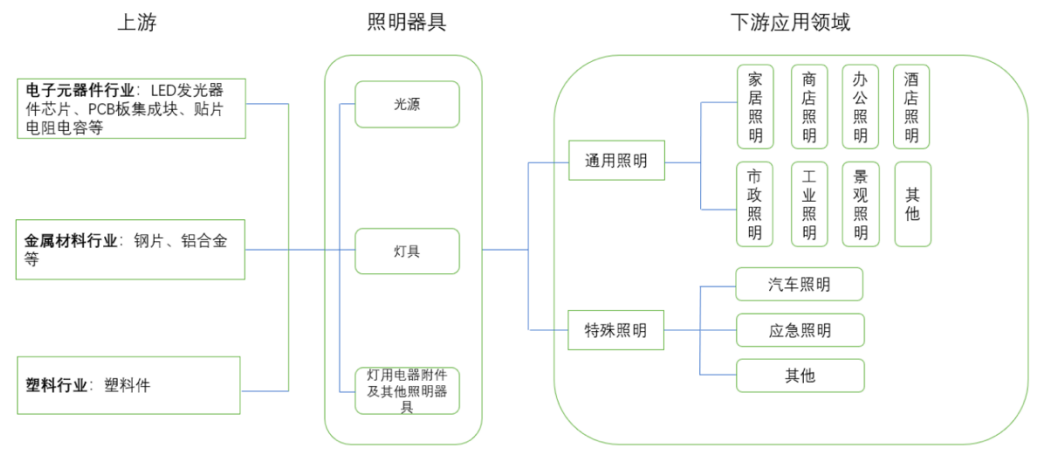 上游
照明器具
下游应用领域
电子元器件行业：LED发光器
件芯片、PCB板集成块、贴片
电阻电容等
金属材料行业：钢片、铝合金
等
塑料行业：塑料件
光源
灯具
灯用电器附件
及其他照明器
具
通用照明
家居照明
商店照明
办公照明
酒店照明
市政照明
工业照明
景观照明
其他
特殊照明
汽车照明
应急照明
其他